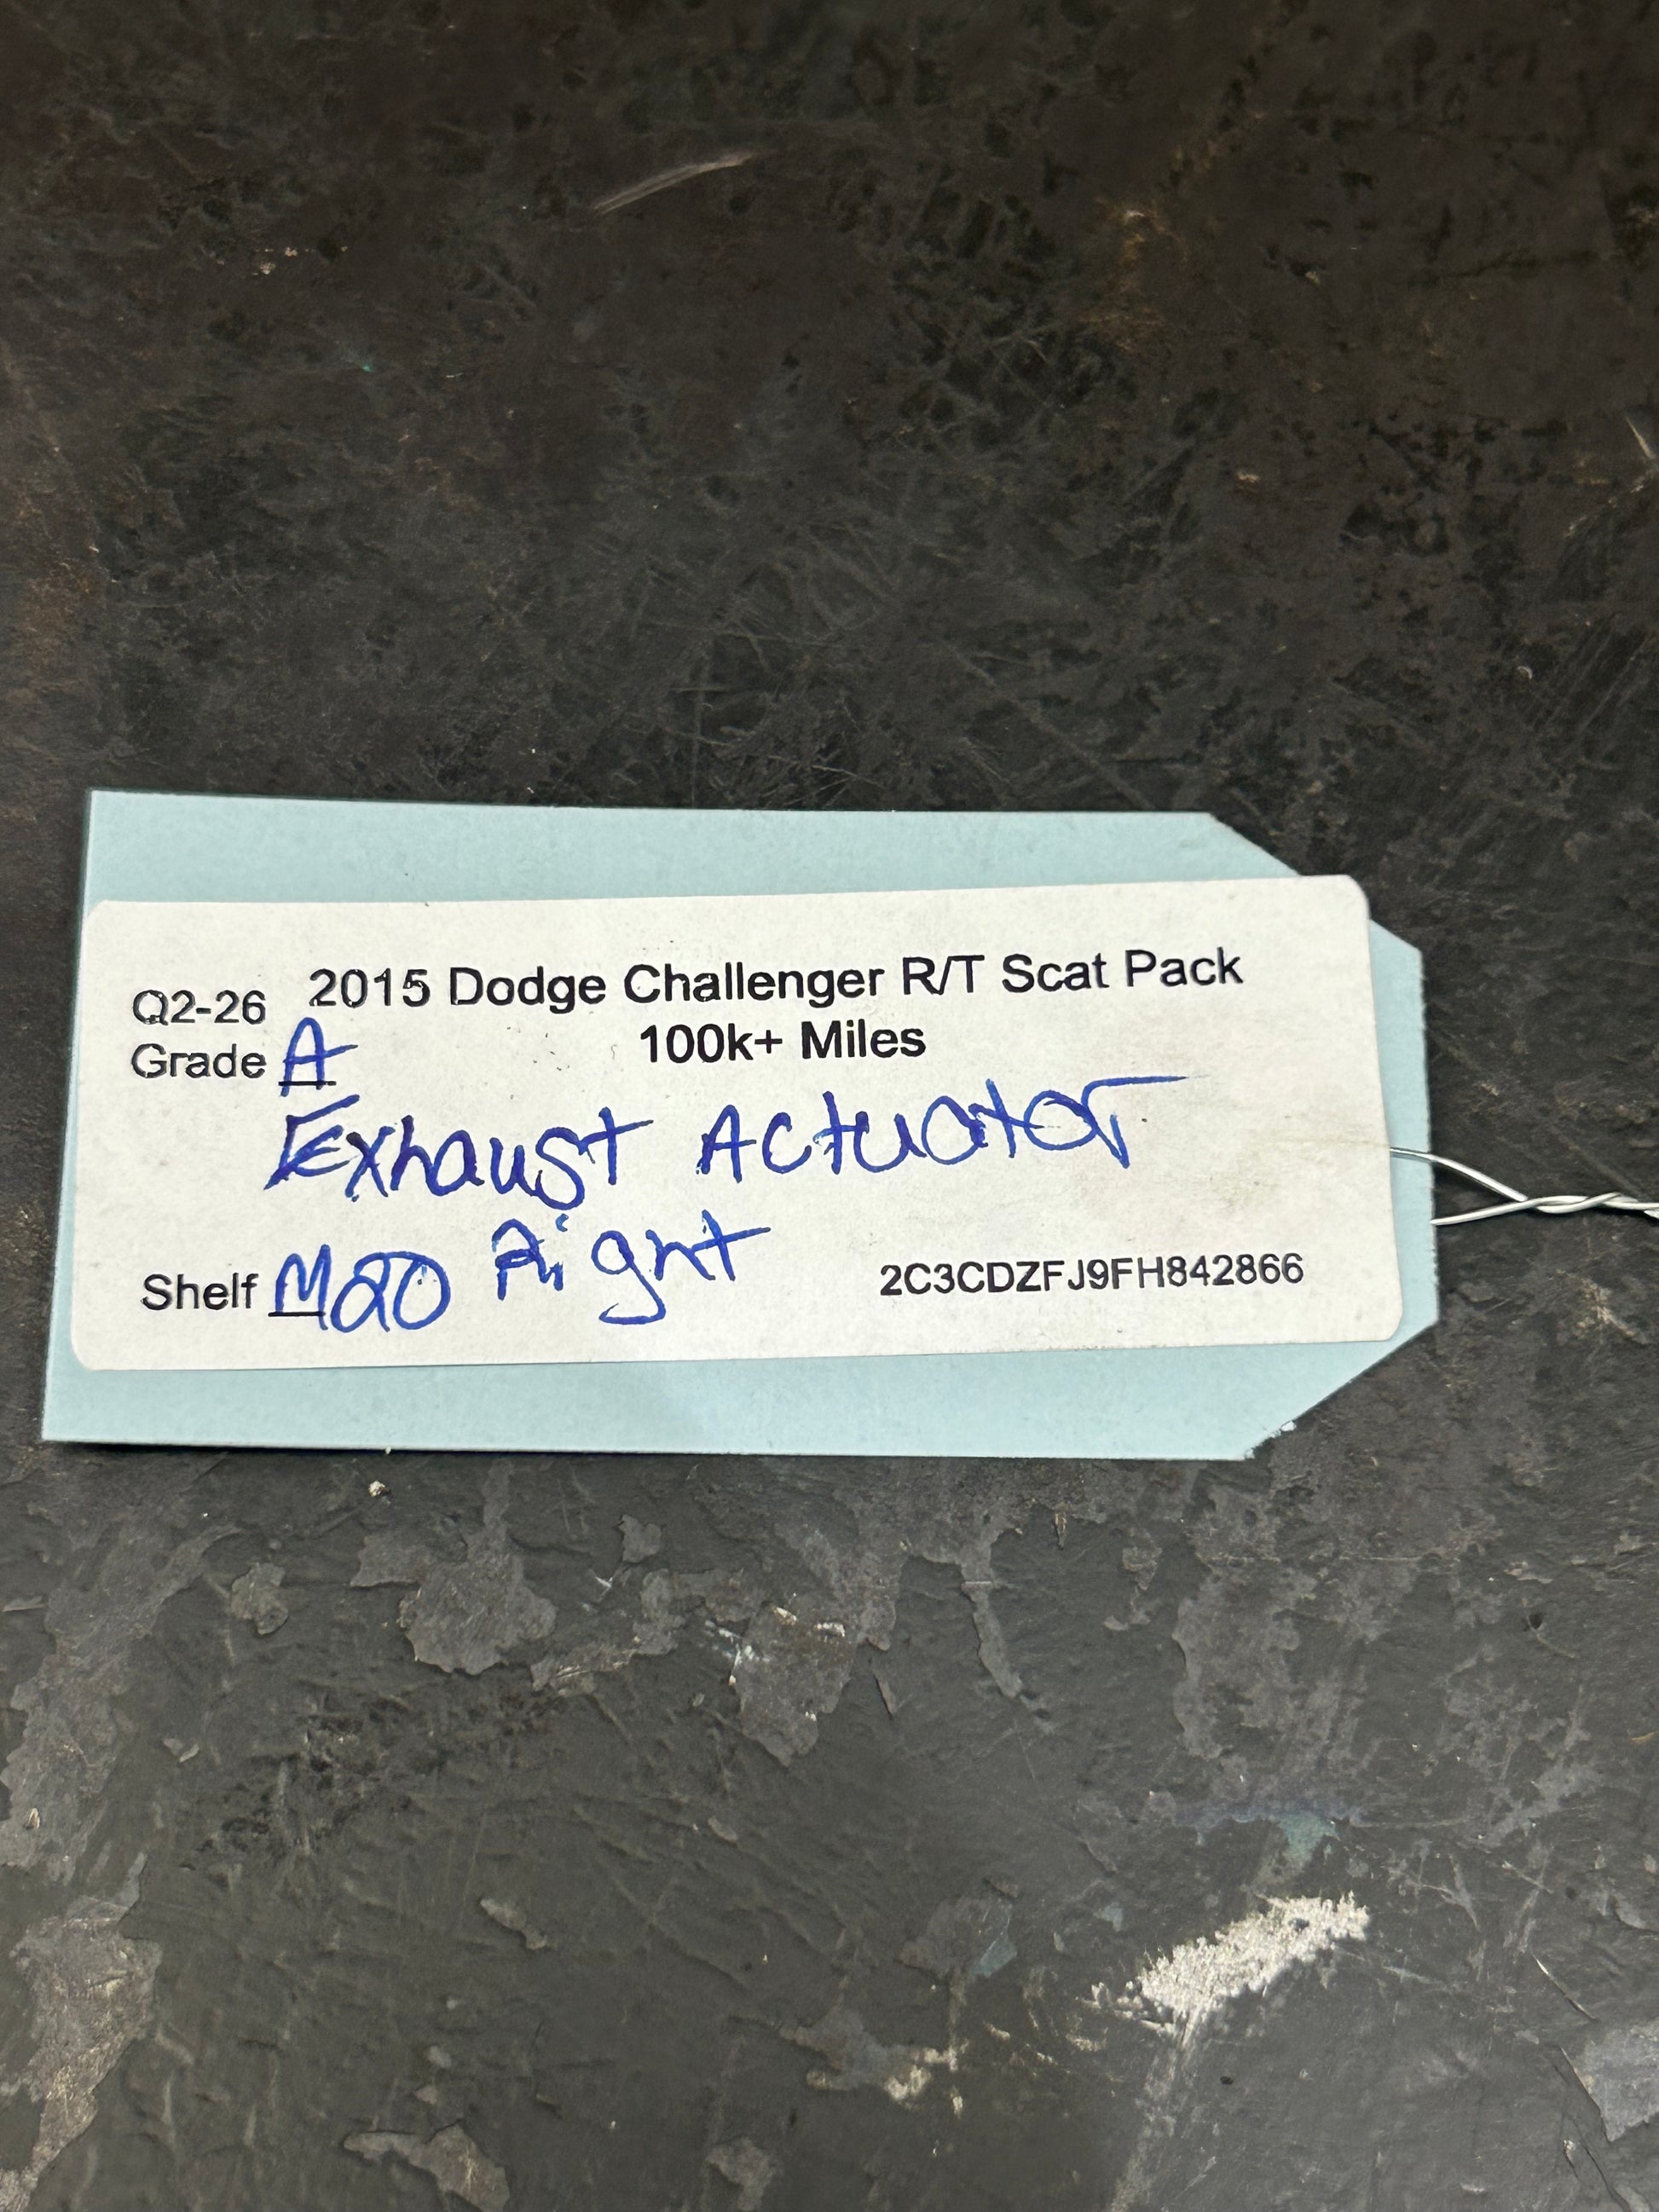 Q2-26 2015 Dodge Challenger R/T Scat Pack
Grade A 100k+ Miles
Exhaust Actuator
Right
Shelf M20 2C3CDZFJ9FH842866